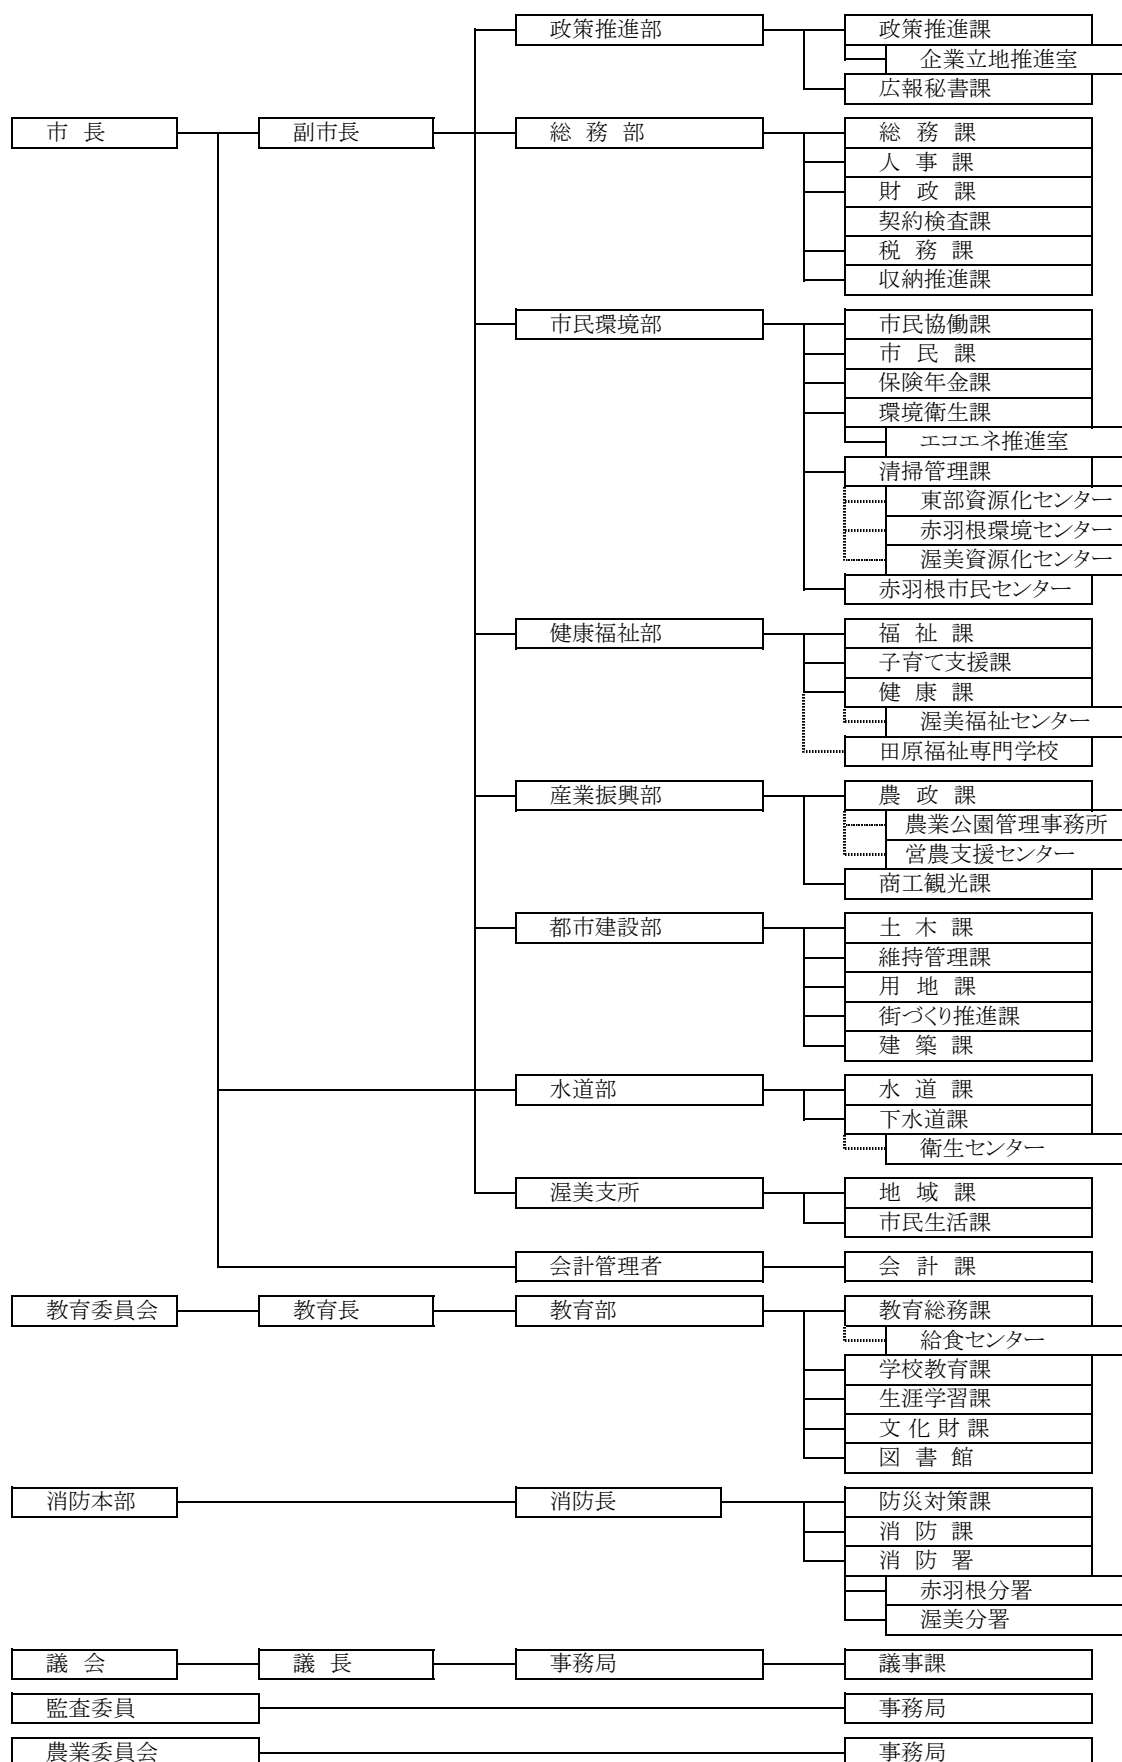 政策推進部 政策推進課
企業立地推進室
広報秘書課
市 長 副市長 総 務 部 総 務 課
人 事 課
財 政 課
契約検査課
税 務 課
収納推進課
市民環境部 市民協働課
市 民 課
保険年金課
環境衛生課
エコエネ推進室
清掃管理課
東部資源化センター
赤羽根環境センター
渥美資源化センター
赤羽根市民センター
健康福祉部 福 祉 課
子育て支援課
健 康 課
渥美福祉センター
田原福祉専門学校
産業振興部 農 政 課
農業公園管理事務所
営農支援センター
商工観光課
都市建設部 土 木 課
維持管理課
用 地 課
街づくり推進課
建 築 課
水道部 水 道 課
下水道課
衛生センター
渥美支所 地 域 課
市民生活課
会計管理者 会 計 課
教育委員会 教育長 教育部 教育総務課
給食センター
学校教育課
生涯学習課
文 化 財 課
図 書 館
消防本部 消防長 防災対策課
消 防 課
消 防 署
赤羽根分署
渥美分署
議 会 議 長 事務局 議事課
監査委員 事務局
農業委員会 事務局